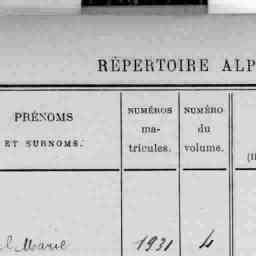 RÉPERTOIRE ALP
PRÉNOMS
ET SURNOMS.
NUMÉROS
ma-
tricules.
NUMÉRO
du
volume.
Marie 1931 4